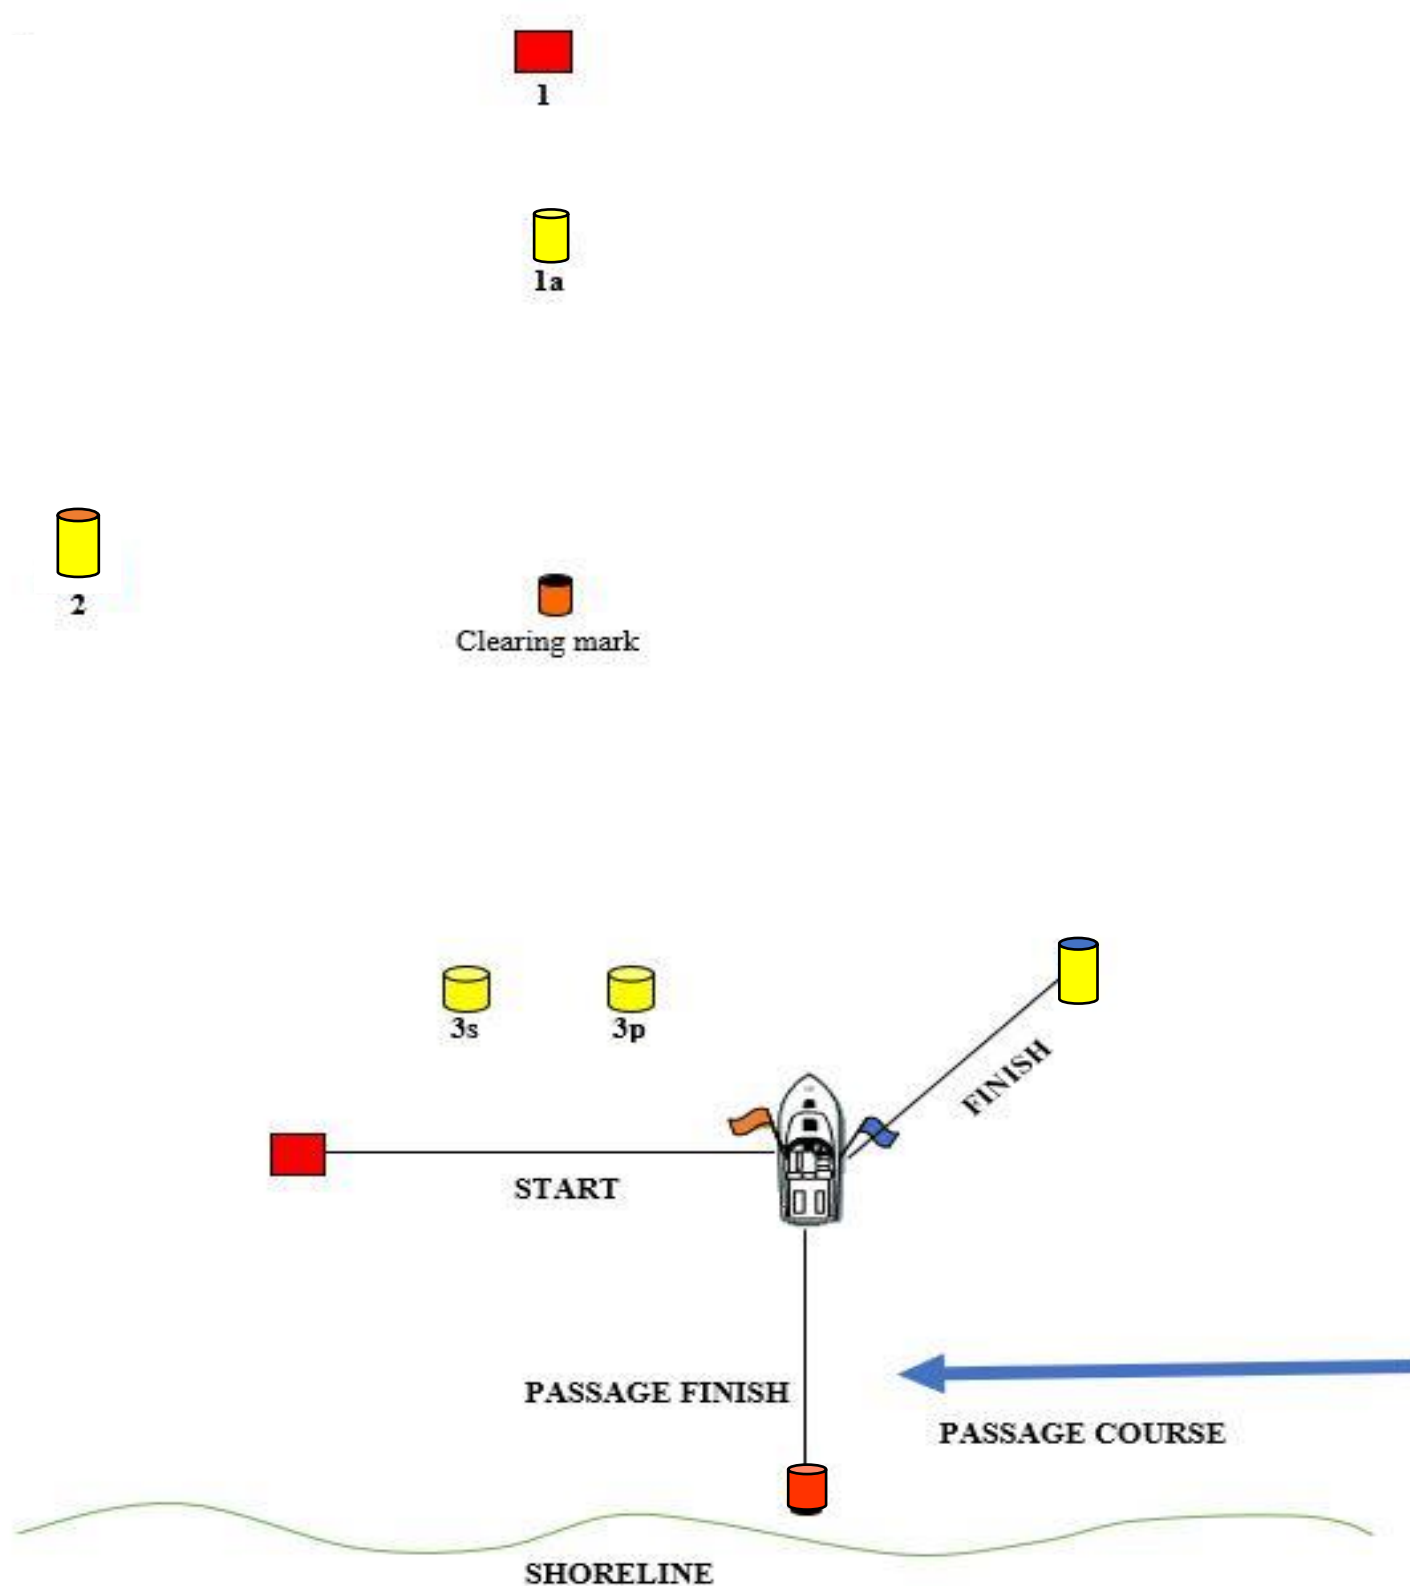 1
1a
2
Clearing mark
3s
3p
FINISH
START
PASSAGE FINISH
PASSAGE COURSE
SHORELINE